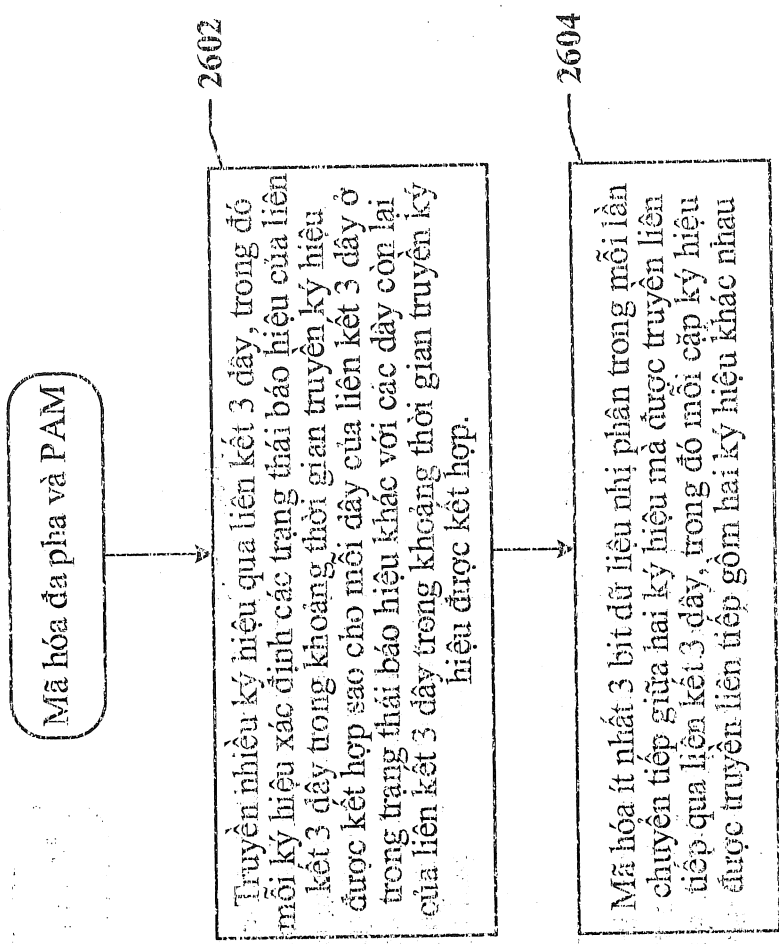 Mã hóa đa pha và PAM
2602
Truyền nhiều ký hiệu qua liên kết 3 dây, trong đó
mỗi ký hiệu xác định các trạng thái báo hiệu của liên
kết 3 dây trong khoảng thời gian truyền ký hiệu
được kết hợp sao cho mỗi dây của liên kết 3 dây ở
trong trạng thái báo hiệu khác với các dây còn lại
của liên kết 3 dây trong khoảng thời gian truyền ký
hiệu được kết hợp.
2604
Mã hóa ít nhất 3 bit dữ liệu nhị phân trong mỗi lần
chuyển tiếp giữa hai ký hiệu mà được truyền liên
tiếp qua liên kết 3 dây, trong đó mỗi cặp ký hiệu
được truyền liên tiếp gồm hai ký hiệu khác nhau